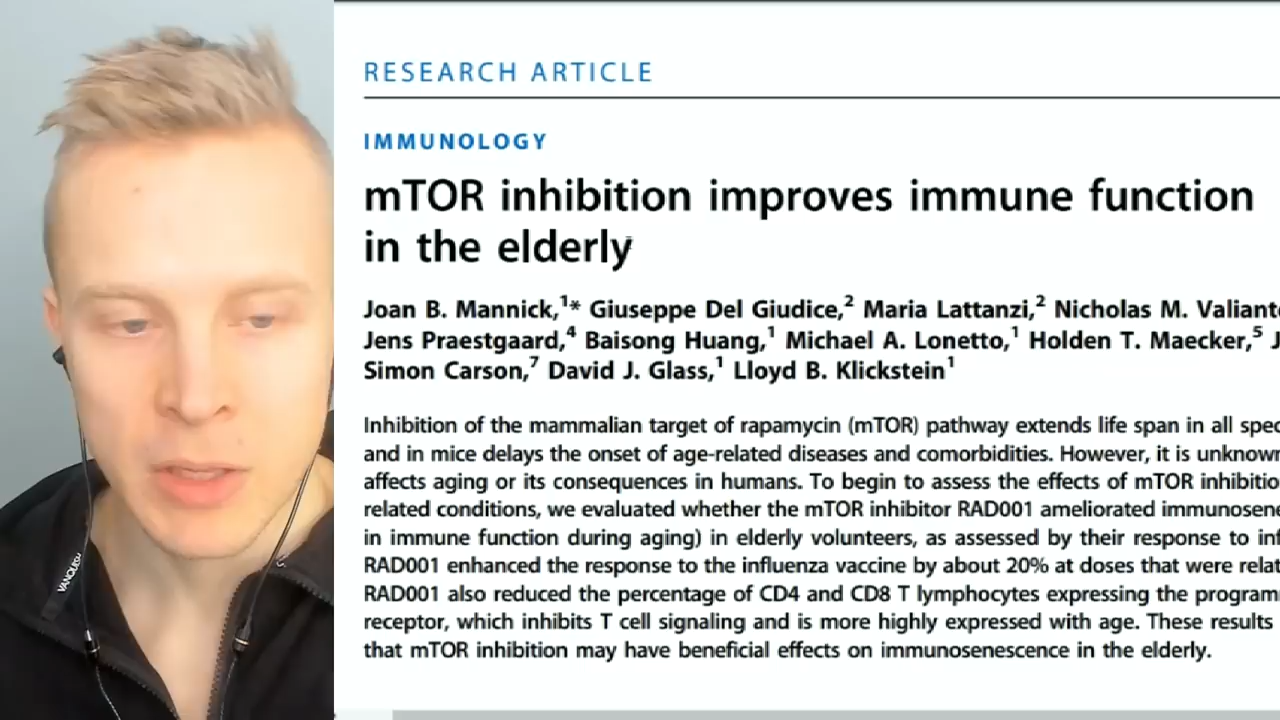 RESEARCH ARTICLE
IMMUNOLOGY
mTOR inhibition improves immune function
in the elderly
Joan B. Mannick,¹* Giuseppe Del Giudice,² Maria Lattanzi,² Nicholas M. Valiant
Jens Praestgaard,⁴ Baisong Huang,¹ Michael A. Lonetto,¹ Holden T. Maecker,⁵ J
Simon Carson,⁷ David J. Glass,¹ Lloyd B. Klickstein¹
Inhibition of the mammalian target of rapamycin (mTOR) pathway extends life span in all spec
and in mice delays the onset of age-related diseases and comorbidities. However, it is unknown
affects aging or its consequences in humans. To begin to assess the effects of mTOR inhibitio
related conditions, we evaluated whether the mTOR inhibitor RAD001 ameliorated immunosene
in immune function during aging) in elderly volunteers, as assessed by their response to inf
RAD001 enhanced the response to the influenza vaccine by about 20% at doses that were relat
RAD001 also reduced the percentage of CD4 and CD8 T lymphocytes expressing the program
receptor, which inhibits T cell signaling and is more highly expressed with age. These results
that mTOR inhibition may have beneficial effects on immunosenescence in the elderly.
VANQUISH